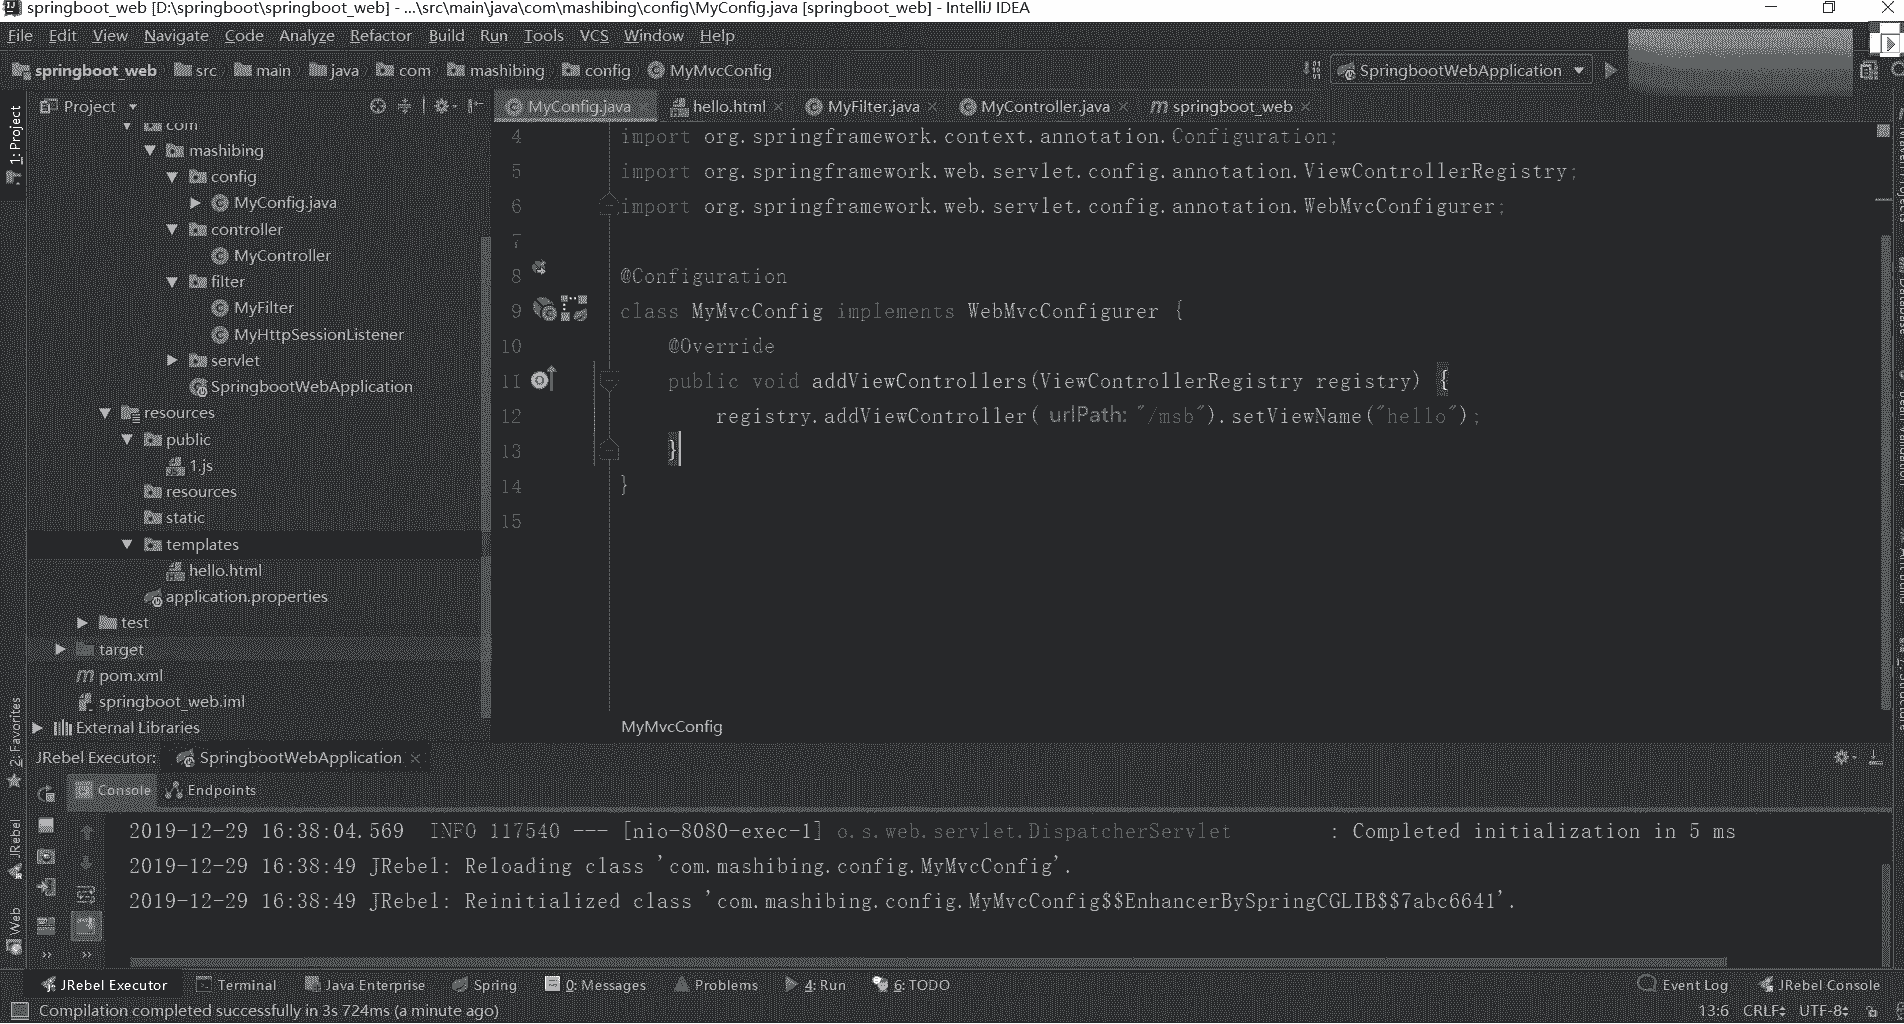 springboot_web [D:\springboot\springboot_web] - ...\src\main\java\com\mashibing\config\MyConfig.java [springboot_web] - IntelliJ IDEA
File Edit View Navigate Code Analyze Refactor Build Run Tools VCS Window Help
springboot_web src main java com mashibing config MyMvcConfig SpringbootWebApplication
1: Project
Project
MyConfig.java hello.html MyFilter.java MyController.java springboot_web
com
mashibing
config
MyConfig.java
controller
MyController
filter
MyFilter
MyHttpSessionListener
servlet
SpringbootWebApplication
resources
public
1.js
resources
static
templates
hello.html
application.properties
test
target
pom.xml
springboot_web.iml
External Libraries
4 import org.springframework.context.annotation.Configuration;
5 import org.springframework.web.servlet.config.annotation.ViewControllerRegistry;
6 import org.springframework.web.servlet.config.annotation.WebMvcConfigurer;
7
8 @Configuration
9 class MyMvcConfig implements WebMvcConfigurer {
10 @Override
11 public void addViewControllers(ViewControllerRegistry registry) {
12 registry.addViewController( urlPath: "/msb").setViewName("hello");
13 }
14 }
15
MyMvcConfig
2: Favorites
JRebel
Web
JRebel Executor: SpringbootWebApplication
Console Endpoints
2019-12-29 16:38:04.569 INFO 117540 --- [nio-8080-exec-1] o.s.web.servlet.DispatcherServlet : Completed initialization in 5 ms
2019-12-29 16:38:49 JRebel: Reloading class 'com.mashibing.config.MyMvcConfig'.
2019-12-29 16:38:49 JRebel: Reinitialized class 'com.mashibing.config.MyMvcConfig$$EnhancerBySpringCGLIB$$7abc6641'.
JRebel Executor Terminal Java Enterprise Spring 0: Messages Problems 4: Run 6: TODO Event Log JRebel Console
Compilation completed successfully in 3s 724ms (a minute ago) 13:6 CRLF UTF-8